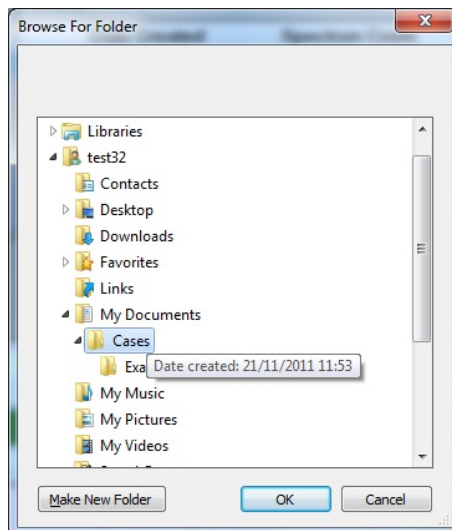 Browse For Folder
Libraries
test32
Contacts
Desktop
Downloads
Favorites
Links
My Documents
Cases
Exa
Date created: 21/11/2011 11:53
My Music
My Pictures
My Videos
Make New Folder
OK
Cancel